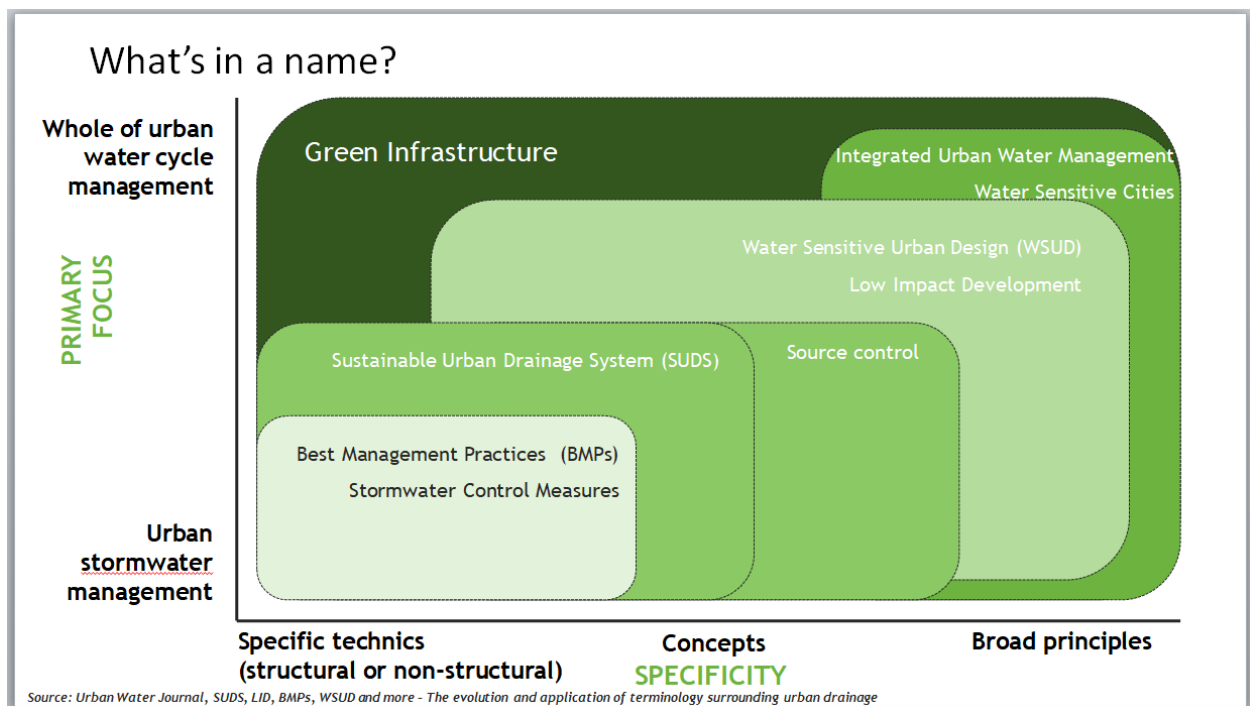 What's in a name?
Whole of urban
water cycle
management
PRIMARY
FOCUS
Urban
stormwater
management
Green Infrastructure
Integrated Urban Water Management
Water Sensitive Cities
Water Sensitive Urban Design (WSUD)
Low Impact Development
Sustainable Urban Drainage System (SUDS)
Source control
Best Management Practices (BMPs)
Stormwater Control Measures
Specific technics
(structural or non-structural)
Concepts
SPECIFICITY
Broad principles
Source: Urban Water Journal, SUDS, LID, BMPs, WSUD and more - The evolution and application of terminology surrounding urban drainage